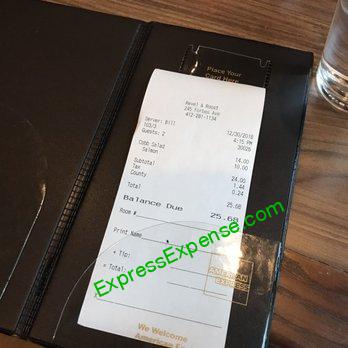 Place Your
Card Here
Revel & Roost
245 Forbes Ave
412-281-1134
Server: Bill 12/30/2018
103/3 4:15 PM
Guests: 2 30026
Cobb Salad 14.00
Salmon 10.00
Subtotal 24.00
Tax 1.44
County 0.24
Total 25.68
Balance Due 25.68
Room #
Print Name
+ Tip:
= Total:
X
ExpressExpense.com
AMERICAN
EXPRESS
We Welcome
American Ex